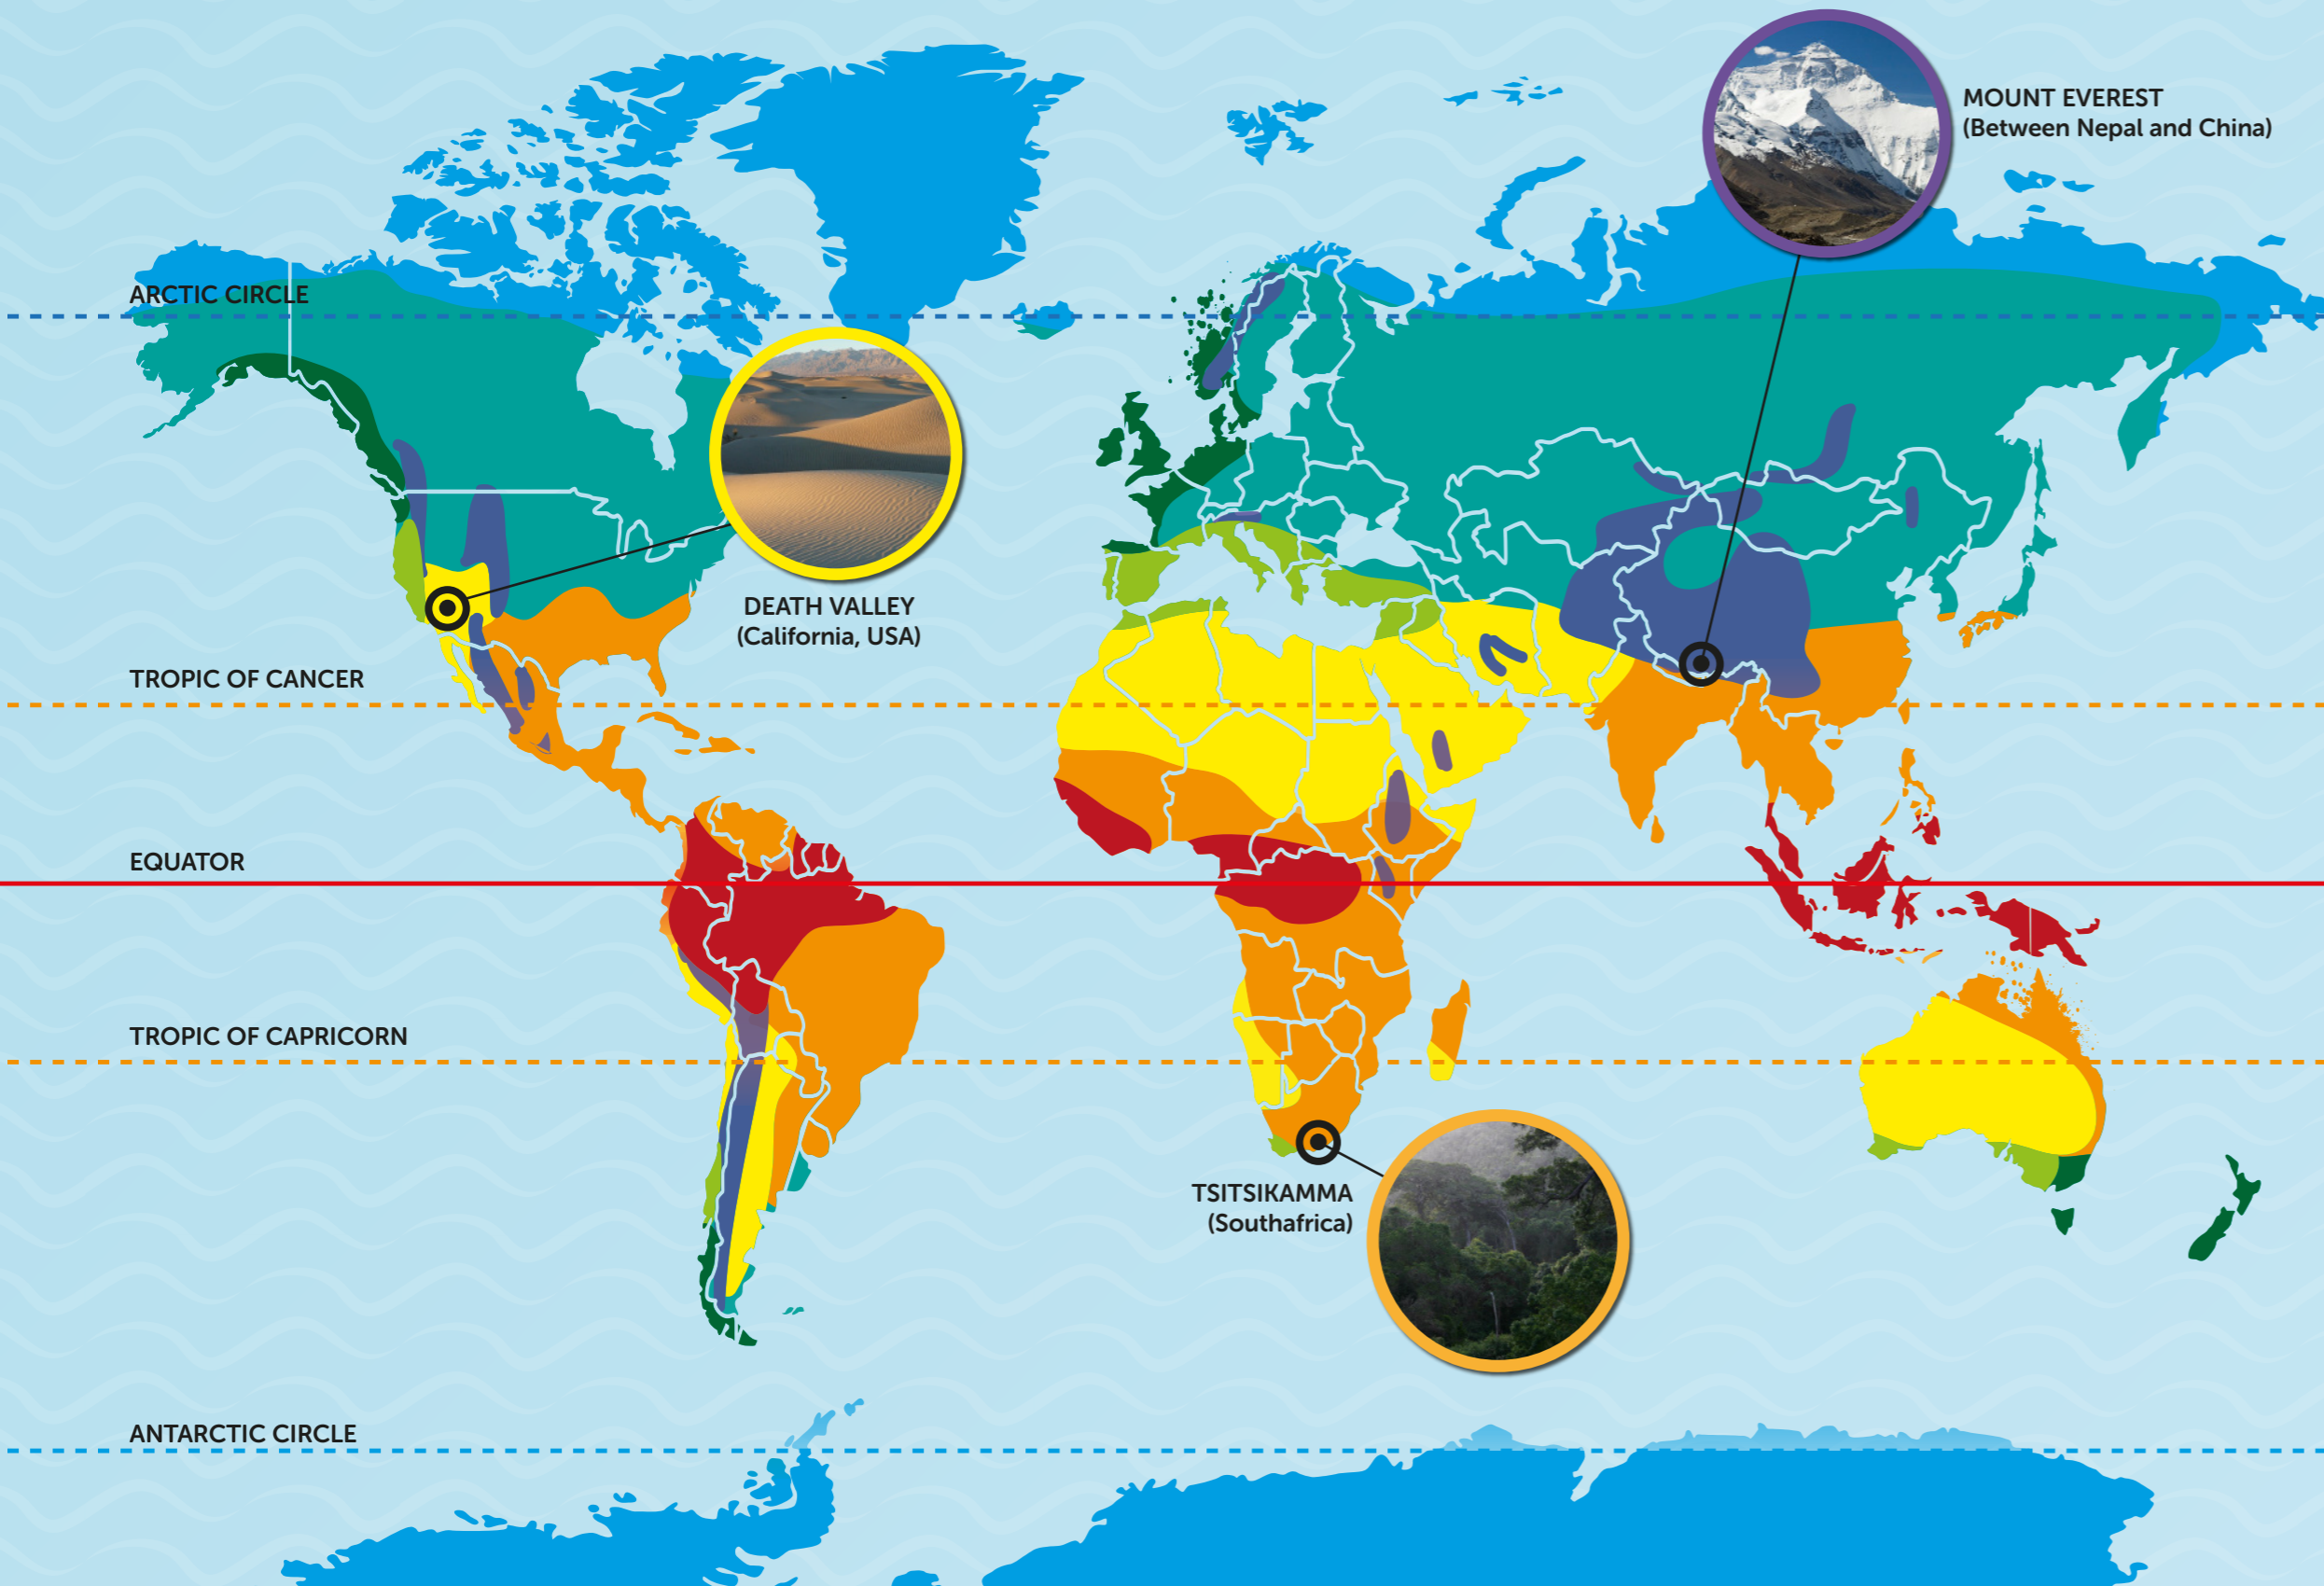 MOUNT EVEREST
(Between Nepal and China)
ARCTIC CIRCLE
DEATH VALLEY
(California, USA)
TROPIC OF CANCER
EQUATOR
TROPIC OF CAPRICORN
TSITSIKAMMA
(Southafrica)
ANTARCTIC CIRCLE